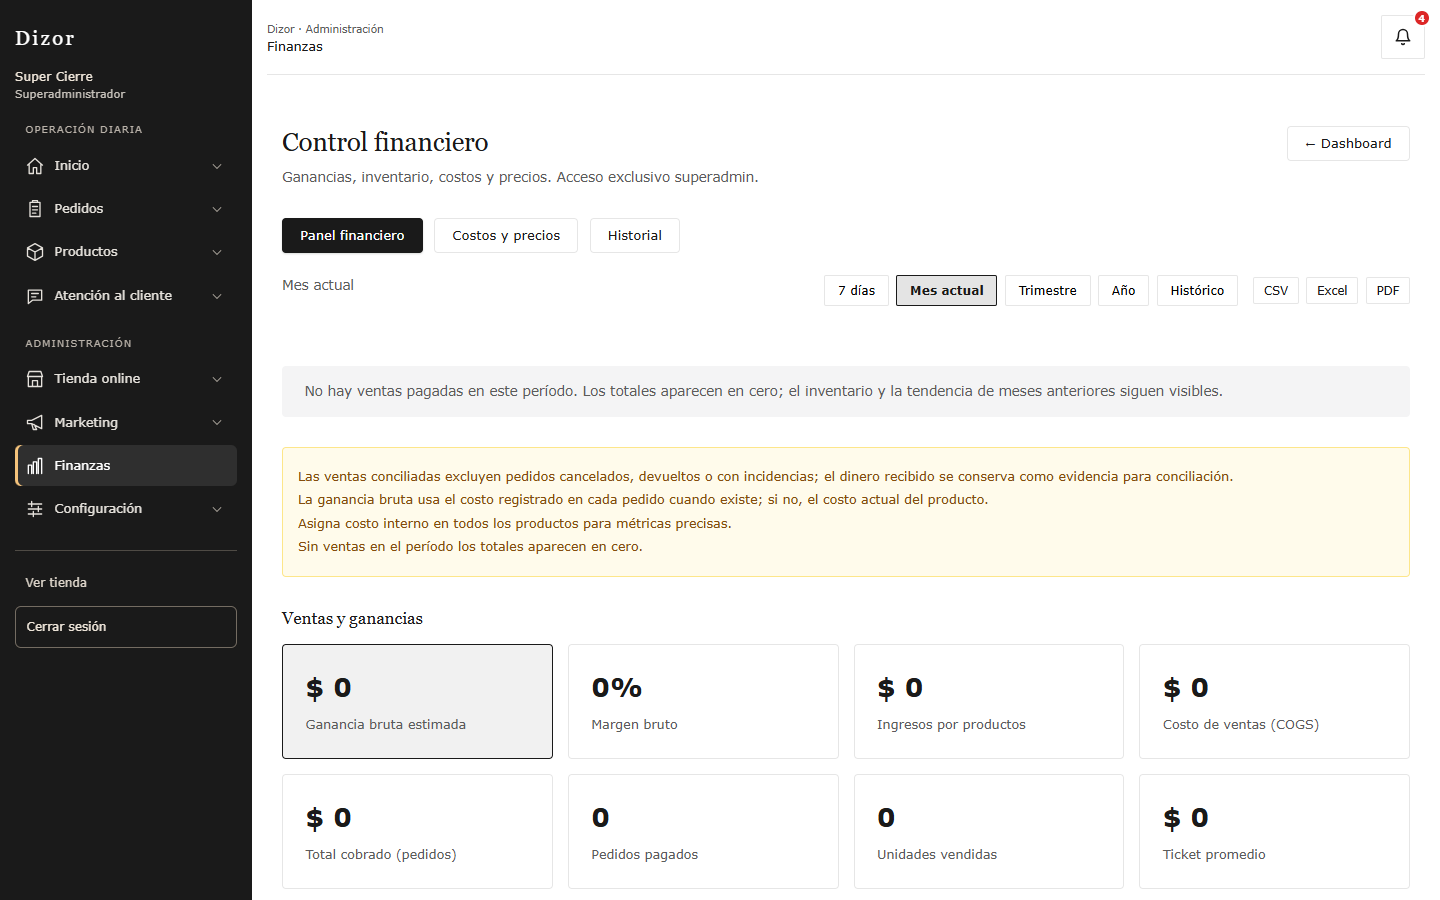 Dizor
Super Cierre
Superadministrador
OPERACIÓN DIARIA
Inicio
Pedidos
Productos
Atención al cliente
ADMINISTRACIÓN
Tienda online
Marketing
Finanzas
Configuración
Ver tienda
Cerrar sesión
Dizor · Administración
Finanzas
4
Control financiero
← Dashboard
Ganancias, inventario, costos y precios. Acceso exclusivo superadmin.
Panel financiero Costos y precios Historial
Mes actual
7 días Mes actual Trimestre Año Histórico CSV Excel PDF
No hay ventas pagadas en este período. Los totales aparecen en cero; el inventario y la tendencia de meses anteriores siguen visibles.
Las ventas conciliadas excluyen pedidos cancelados, devueltos o con incidencias; el dinero recibido se conserva como evidencia para conciliación.
La ganancia bruta usa el costo registrado en cada pedido cuando existe; si no, el costo actual del producto.
Asigna costo interno en todos los productos para métricas precisas.
Sin ventas en el período los totales aparecen en cero.
Ventas y ganancias
$ 0
Ganancia bruta estimada
0%
Margen bruto
$ 0
Ingresos por productos
$ 0
Costo de ventas (COGS)
$ 0
Total cobrado (pedidos)
0
Pedidos pagados
0
Unidades vendidas
$ 0
Ticket promedio